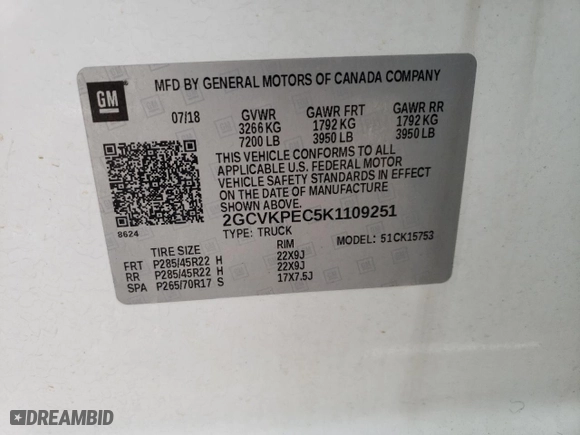 GM
MFD BY GENERAL MOTORS OF CANADA COMPANY
07/18 GVWR GAWR FRT GAWR RR
3266 KG 1792 KG 1792 KG
7200 LB 3950 LB 3950 LB
THIS VEHICLE CONFORMS TO ALL
APPLICABLE U.S. FEDERAL MOTOR
VEHICLE SAFETY STANDARDS IN EFFECT
ON THE DATE OF MANUFACTURE
SHOWN ABOVE.
2GCVKPEC5K1109251
8624 TYPE: TRUCK MODEL: 51CK15753
TIRE SIZE RIM
FRT P285/45R22 H 22X9J
RR P285/45R22 H 22X9J
SPA P265/70R17 S 17X7.5J
DREAMBID